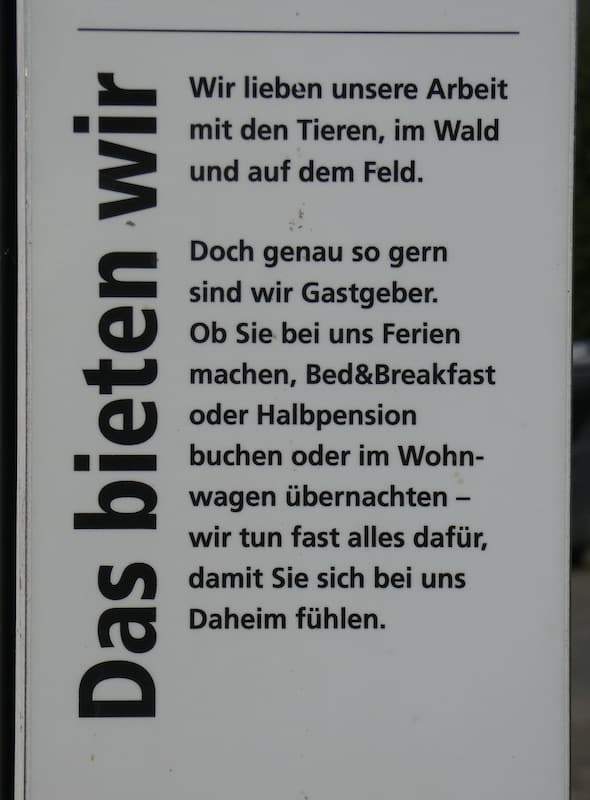 Das bieten wir
Wir lieben unsere Arbeit
mit den Tieren, im Wald
und auf dem Feld.
Doch genau so gern
sind wir Gastgeber.
Ob Sie bei uns Ferien
machen, Bed&Breakfast
oder Halbpension
buchen oder im Wohn-
wagen übernachten –
wir tun fast alles dafür,
damit Sie sich bei uns
Daheim fühlen.